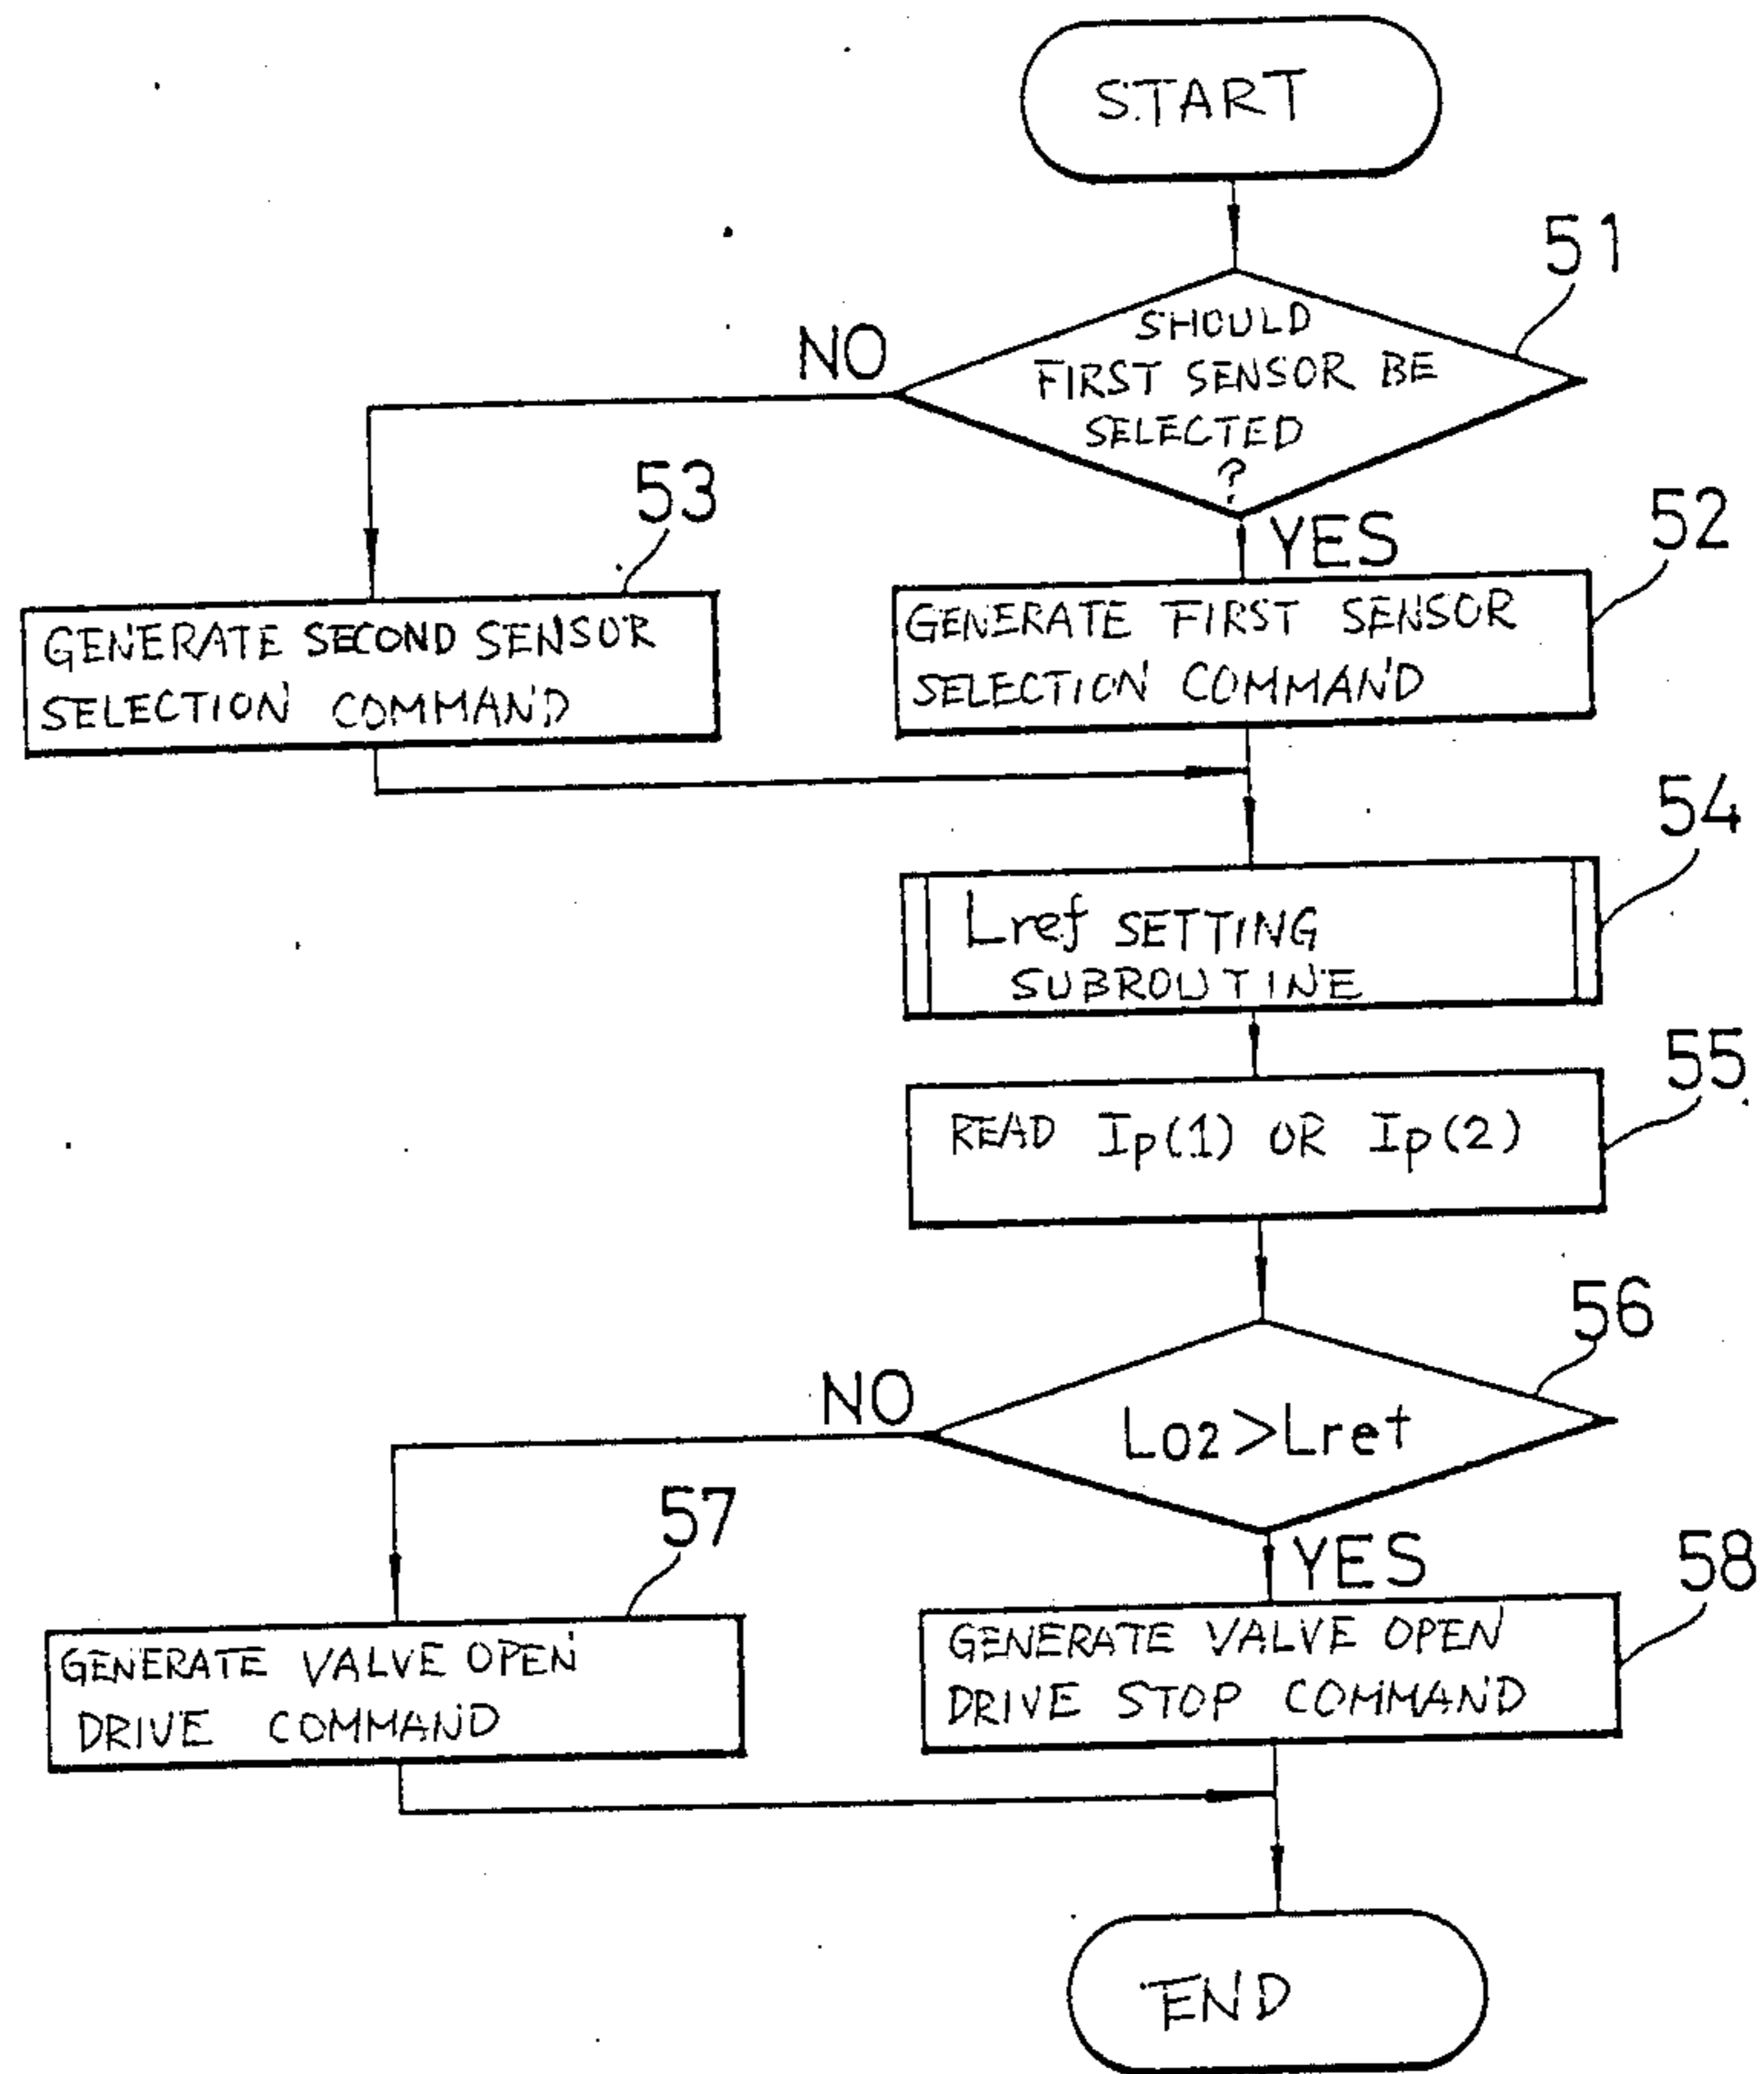 START
51
SHOULD
FIRST SENSOR BE
SELECTED
?
NO
YES
53
52
GENERATE SECOND SENSOR
SELECTION COMMAND
GENERATE FIRST SENSOR
SELECTION COMMAND
54
Lref SETTING
SUBROUTINE
55
READ Ip(1) OR Ip(2)
56
Lo2>Lref
NO
YES
57
58
GENERATE VALVE OPEN
DRIVE COMMAND
GENERATE VALVE OPEN
DRIVE STOP COMMAND
END